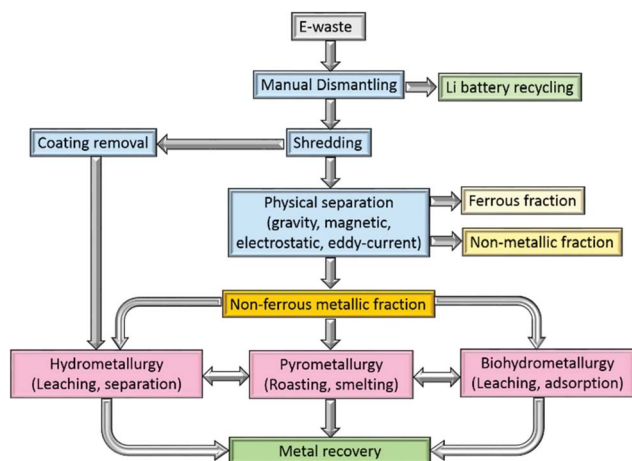 E-waste
Manual Dismantling
Li battery recycling
Coating removal
Shredding
Physical separation
(gravity, magnetic,
electrostatic, eddy-current)
Ferrous fraction
Non-metallic fraction
Non-ferrous metallic fraction
Hydrometallurgy
(Leaching, separation)
Pyrometallurgy
(Roasting, smelting)
Biohydrometallurgy
(Leaching, adsorption)
Metal recovery